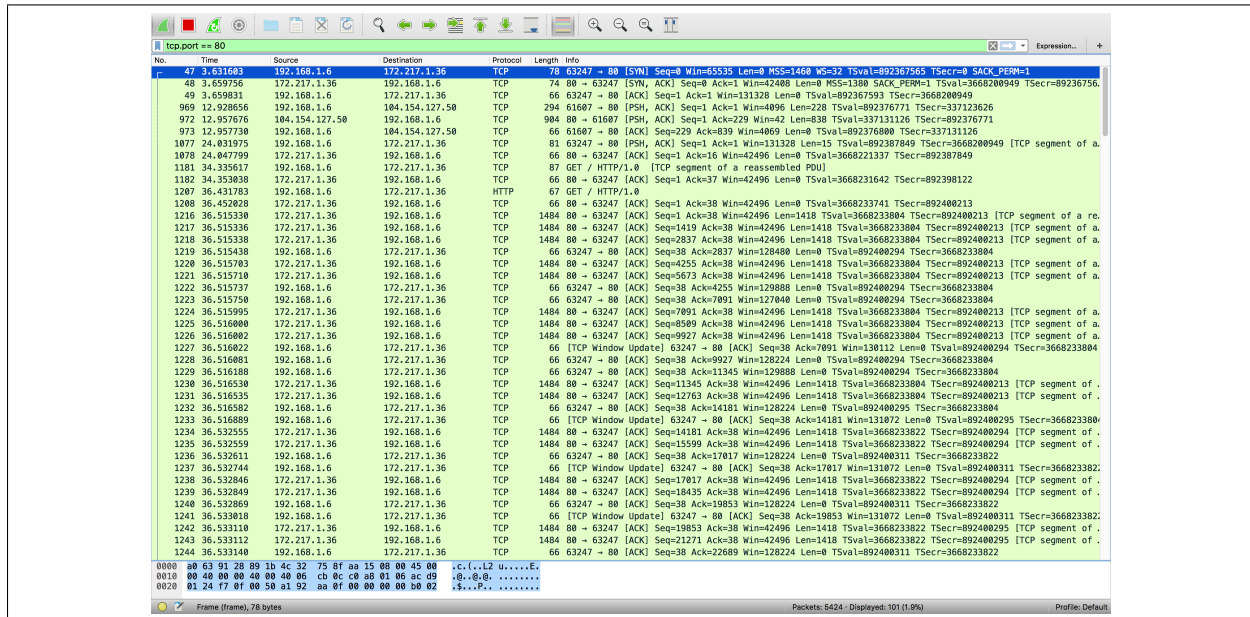 tcp.port == 80 Expression... +
No. Time Source Destination Protocol Length Info
47 3.631603 192.168.1.6 172.217.1.36 TCP 78 63247 → 80 [SYN] Seq=0 Win=65535 Len=0 MSS=1460 WS=32 TSval=892367565 TSecr=0 SACK_PERM=1
48 3.659756 172.217.1.36 192.168.1.6 TCP 74 80 → 63247 [SYN, ACK] Seq=0 Ack=1 Win=42408 Len=0 MSS=1380 SACK_PERM=1 TSval=3668200949 TSecr=89236756…
49 3.659831 192.168.1.6 172.217.1.36 TCP 66 63247 → 80 [ACK] Seq=1 Ack=1 Win=131328 Len=0 TSval=892367593 TSecr=3668200949
969 12.928656 192.168.1.6 104.154.127.50 TCP 294 61607 → 80 [PSH, ACK] Seq=1 Ack=1 Win=4096 Len=228 TSval=892376771 TSecr=337123626
972 12.957676 104.154.127.50 192.168.1.6 TCP 904 80 → 61607 [PSH, ACK] Seq=1 Ack=229 Win=42 Len=838 TSval=337131126 TSecr=892376771
973 12.957730 192.168.1.6 104.154.127.50 TCP 66 61607 → 80 [ACK] Seq=229 Ack=839 Win=4069 Len=0 TSval=892376800 TSecr=337131126
1077 24.031975 192.168.1.6 172.217.1.36 TCP 81 63247 → 80 [PSH, ACK] Seq=1 Ack=1 Win=131328 Len=15 TSval=892387849 TSecr=3668200949 [TCP segment of a…
1078 24.047799 172.217.1.36 192.168.1.6 TCP 66 80 → 63247 [ACK] Seq=1 Ack=16 Win=42496 Len=0 TSval=3668221337 TSecr=892387849
1181 34.335617 192.168.1.6 172.217.1.36 TCP 87 GET / HTTP/1.0 [TCP segment of a reassembled PDU]
1182 34.353038 172.217.1.36 192.168.1.6 TCP 66 80 → 63247 [ACK] Seq=1 Ack=37 Win=42496 Len=0 TSval=3668231642 TSecr=892398122
1207 36.431783 192.168.1.6 172.217.1.36 HTTP 67 GET / HTTP/1.0
1208 36.452028 172.217.1.36 192.168.1.6 TCP 66 80 → 63247 [ACK] Seq=1 Ack=38 Win=42496 Len=0 TSval=3668233741 TSecr=892400213
1216 36.515330 172.217.1.36 192.168.1.6 TCP 1484 80 → 63247 [ACK] Seq=1 Ack=38 Win=42496 Len=1418 TSval=3668233804 TSecr=892400213 [TCP segment of a re…
1217 36.515336 172.217.1.36 192.168.1.6 TCP 1484 80 → 63247 [ACK] Seq=1419 Ack=38 Win=42496 Len=1418 TSval=3668233804 TSecr=892400213 [TCP segment of a…
1218 36.515338 172.217.1.36 192.168.1.6 TCP 1484 80 → 63247 [ACK] Seq=2837 Ack=38 Win=42496 Len=1418 TSval=3668233804 TSecr=892400213 [TCP segment of a…
1219 36.515438 192.168.1.6 172.217.1.36 TCP 66 63247 → 80 [ACK] Seq=38 Ack=2837 Win=128480 Len=0 TSval=892400294 TSecr=3668233804
1220 36.515703 172.217.1.36 192.168.1.6 TCP 1484 80 → 63247 [ACK] Seq=4255 Ack=38 Win=42496 Len=1418 TSval=3668233804 TSecr=892400213 [TCP segment of a…
1221 36.515710 172.217.1.36 192.168.1.6 TCP 1484 80 → 63247 [ACK] Seq=5673 Ack=38 Win=42496 Len=1418 TSval=3668233804 TSecr=892400213 [TCP segment of a…
1222 36.515737 192.168.1.6 172.217.1.36 TCP 66 63247 → 80 [ACK] Seq=38 Ack=4255 Win=129888 Len=0 TSval=892400294 TSecr=3668233804
1223 36.515750 192.168.1.6 172.217.1.36 TCP 66 63247 → 80 [ACK] Seq=38 Ack=7091 Win=127040 Len=0 TSval=892400294 TSecr=3668233804
1224 36.515995 172.217.1.36 192.168.1.6 TCP 1484 80 → 63247 [ACK] Seq=7091 Ack=38 Win=42496 Len=1418 TSval=3668233804 TSecr=892400213 [TCP segment of a…
1225 36.516000 172.217.1.36 192.168.1.6 TCP 1484 80 → 63247 [ACK] Seq=8509 Ack=38 Win=42496 Len=1418 TSval=3668233804 TSecr=892400213 [TCP segment of a…
1226 36.516002 172.217.1.36 192.168.1.6 TCP 1484 80 → 63247 [ACK] Seq=9927 Ack=38 Win=42496 Len=1418 TSval=3668233804 TSecr=892400213 [TCP segment of a…
1227 36.516022 192.168.1.6 172.217.1.36 TCP 66 [TCP Window Update] 63247 → 80 [ACK] Seq=38 Ack=7091 Win=130112 Len=0 TSval=892400294 TSecr=3668233804
1228 36.516081 192.168.1.6 172.217.1.36 TCP 66 63247 → 80 [ACK] Seq=38 Ack=9927 Win=128224 Len=0 TSval=892400294 TSecr=3668233804
1229 36.516188 192.168.1.6 172.217.1.36 TCP 66 63247 → 80 [ACK] Seq=38 Ack=11345 Win=129888 Len=0 TSval=892400294 TSecr=3668233804
1230 36.516530 172.217.1.36 192.168.1.6 TCP 1484 80 → 63247 [ACK] Seq=11345 Ack=38 Win=42496 Len=1418 TSval=3668233804 TSecr=892400213 [TCP segment of …
1231 36.516535 172.217.1.36 192.168.1.6 TCP 1484 80 → 63247 [ACK] Seq=12763 Ack=38 Win=42496 Len=1418 TSval=3668233804 TSecr=892400213 [TCP segment of …
1232 36.516582 192.168.1.6 172.217.1.36 TCP 66 63247 → 80 [ACK] Seq=38 Ack=14181 Win=128224 Len=0 TSval=892400295 TSecr=3668233804
1233 36.516889 192.168.1.6 172.217.1.36 TCP 66 [TCP Window Update] 63247 → 80 [ACK] Seq=38 Ack=14181 Win=131072 Len=0 TSval=892400295 TSecr=3668233804
1234 36.532555 172.217.1.36 192.168.1.6 TCP 1484 80 → 63247 [ACK] Seq=14181 Ack=38 Win=42496 Len=1418 TSval=3668233822 TSecr=892400294 [TCP segment of …
1235 36.532559 172.217.1.36 192.168.1.6 TCP 1484 80 → 63247 [ACK] Seq=15599 Ack=38 Win=42496 Len=1418 TSval=3668233822 TSecr=892400294 [TCP segment of …
1236 36.532611 192.168.1.6 172.217.1.36 TCP 66 63247 → 80 [ACK] Seq=38 Ack=17017 Win=128224 Len=0 TSval=892400311 TSecr=3668233822
1237 36.532744 192.168.1.6 172.217.1.36 TCP 66 [TCP Window Update] 63247 → 80 [ACK] Seq=38 Ack=17017 Win=131072 Len=0 TSval=892400311 TSecr=3668233822
1238 36.532846 172.217.1.36 192.168.1.6 TCP 1484 80 → 63247 [ACK] Seq=17017 Ack=38 Win=42496 Len=1418 TSval=3668233822 TSecr=892400294 [TCP segment of …
1239 36.532849 172.217.1.36 192.168.1.6 TCP 1484 80 → 63247 [ACK] Seq=18435 Ack=38 Win=42496 Len=1418 TSval=3668233822 TSecr=892400294 [TCP segment of …
1240 36.532869 192.168.1.6 172.217.1.36 TCP 66 63247 → 80 [ACK] Seq=38 Ack=19853 Win=128224 Len=0 TSval=892400311 TSecr=3668233822
1241 36.533018 192.168.1.6 172.217.1.36 TCP 66 [TCP Window Update] 63247 → 80 [ACK] Seq=38 Ack=19853 Win=131072 Len=0 TSval=892400311 TSecr=3668233822
1242 36.533110 172.217.1.36 192.168.1.6 TCP 1484 80 → 63247 [ACK] Seq=19853 Ack=38 Win=42496 Len=1418 TSval=3668233822 TSecr=892400295 [TCP segment of …
1243 36.533112 172.217.1.36 192.168.1.6 TCP 1484 80 → 63247 [ACK] Seq=21271 Ack=38 Win=42496 Len=1418 TSval=3668233822 TSecr=892400295 [TCP segment of …
1244 36.533140 192.168.1.6 172.217.1.36 TCP 66 63247 → 80 [ACK] Seq=38 Ack=22689 Win=128224 Len=0 TSval=892400311 TSecr=3668233822
0000 a0 63 91 28 89 1b 4c 32 75 8f aa 15 08 00 45 00 .c.(..L2 u.....E.
0010 00 40 00 00 40 00 40 06 cb 0c c0 a8 01 06 ac d9 .@..@.@. ........
0020 01 24 f7 0f 00 50 a1 92 aa 0f 00 00 00 00 b0 02 .$...P.. ........
Frame (frame), 78 bytes Packets: 5424 · Displayed: 101 (1.9%) Profile: Default